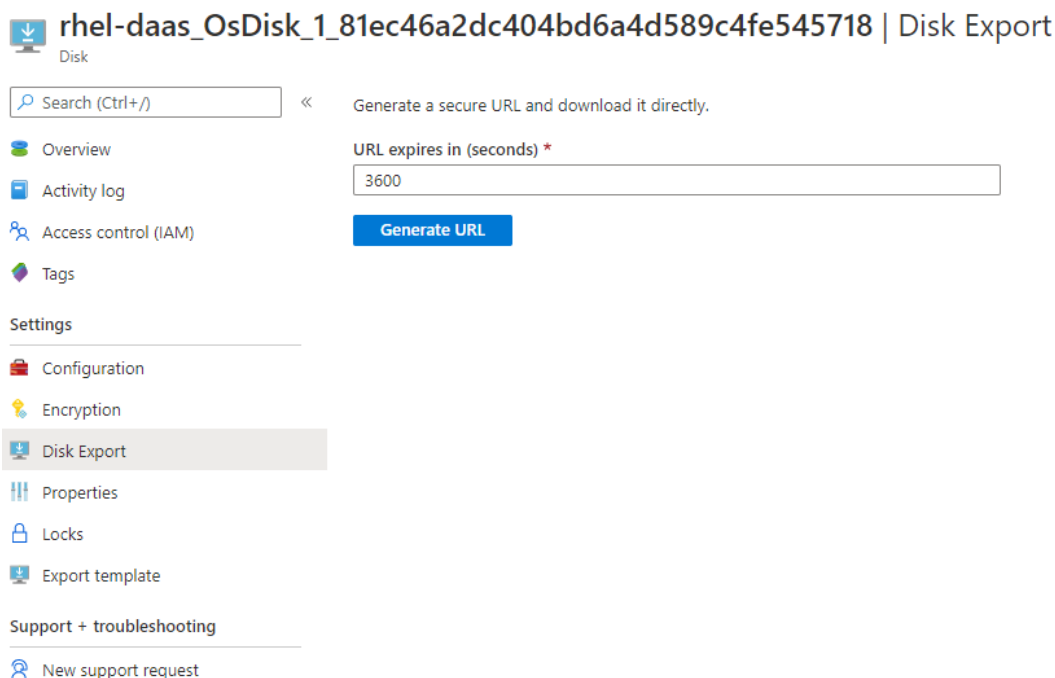 rhel-daas_OsDisk_1_81ec46a2dc404bd6a4d589c4fe545718 | Disk Export
Disk
Search (Ctrl+/)
«
Overview
Activity log
Access control (IAM)
Tags
Settings
Configuration
Encryption
Disk Export
Properties
Locks
Export template
Support + troubleshooting
New support request
Generate a secure URL and download it directly.
URL expires in (seconds) *
3600
Generate URL